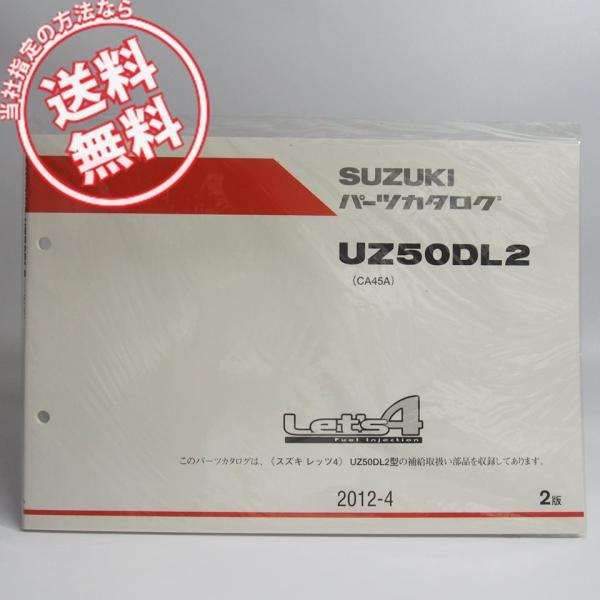 当社指定の方法なら
送料
無料
SUZUKI
パーツカタログ
UZ50DL2
(CA45A)
Let's4
Fuel Injection
このパーツカタログは、《スズキ レッツ4》 UZ50DL2型の補給取扱い部品を収録してあります。
2012-4
2版